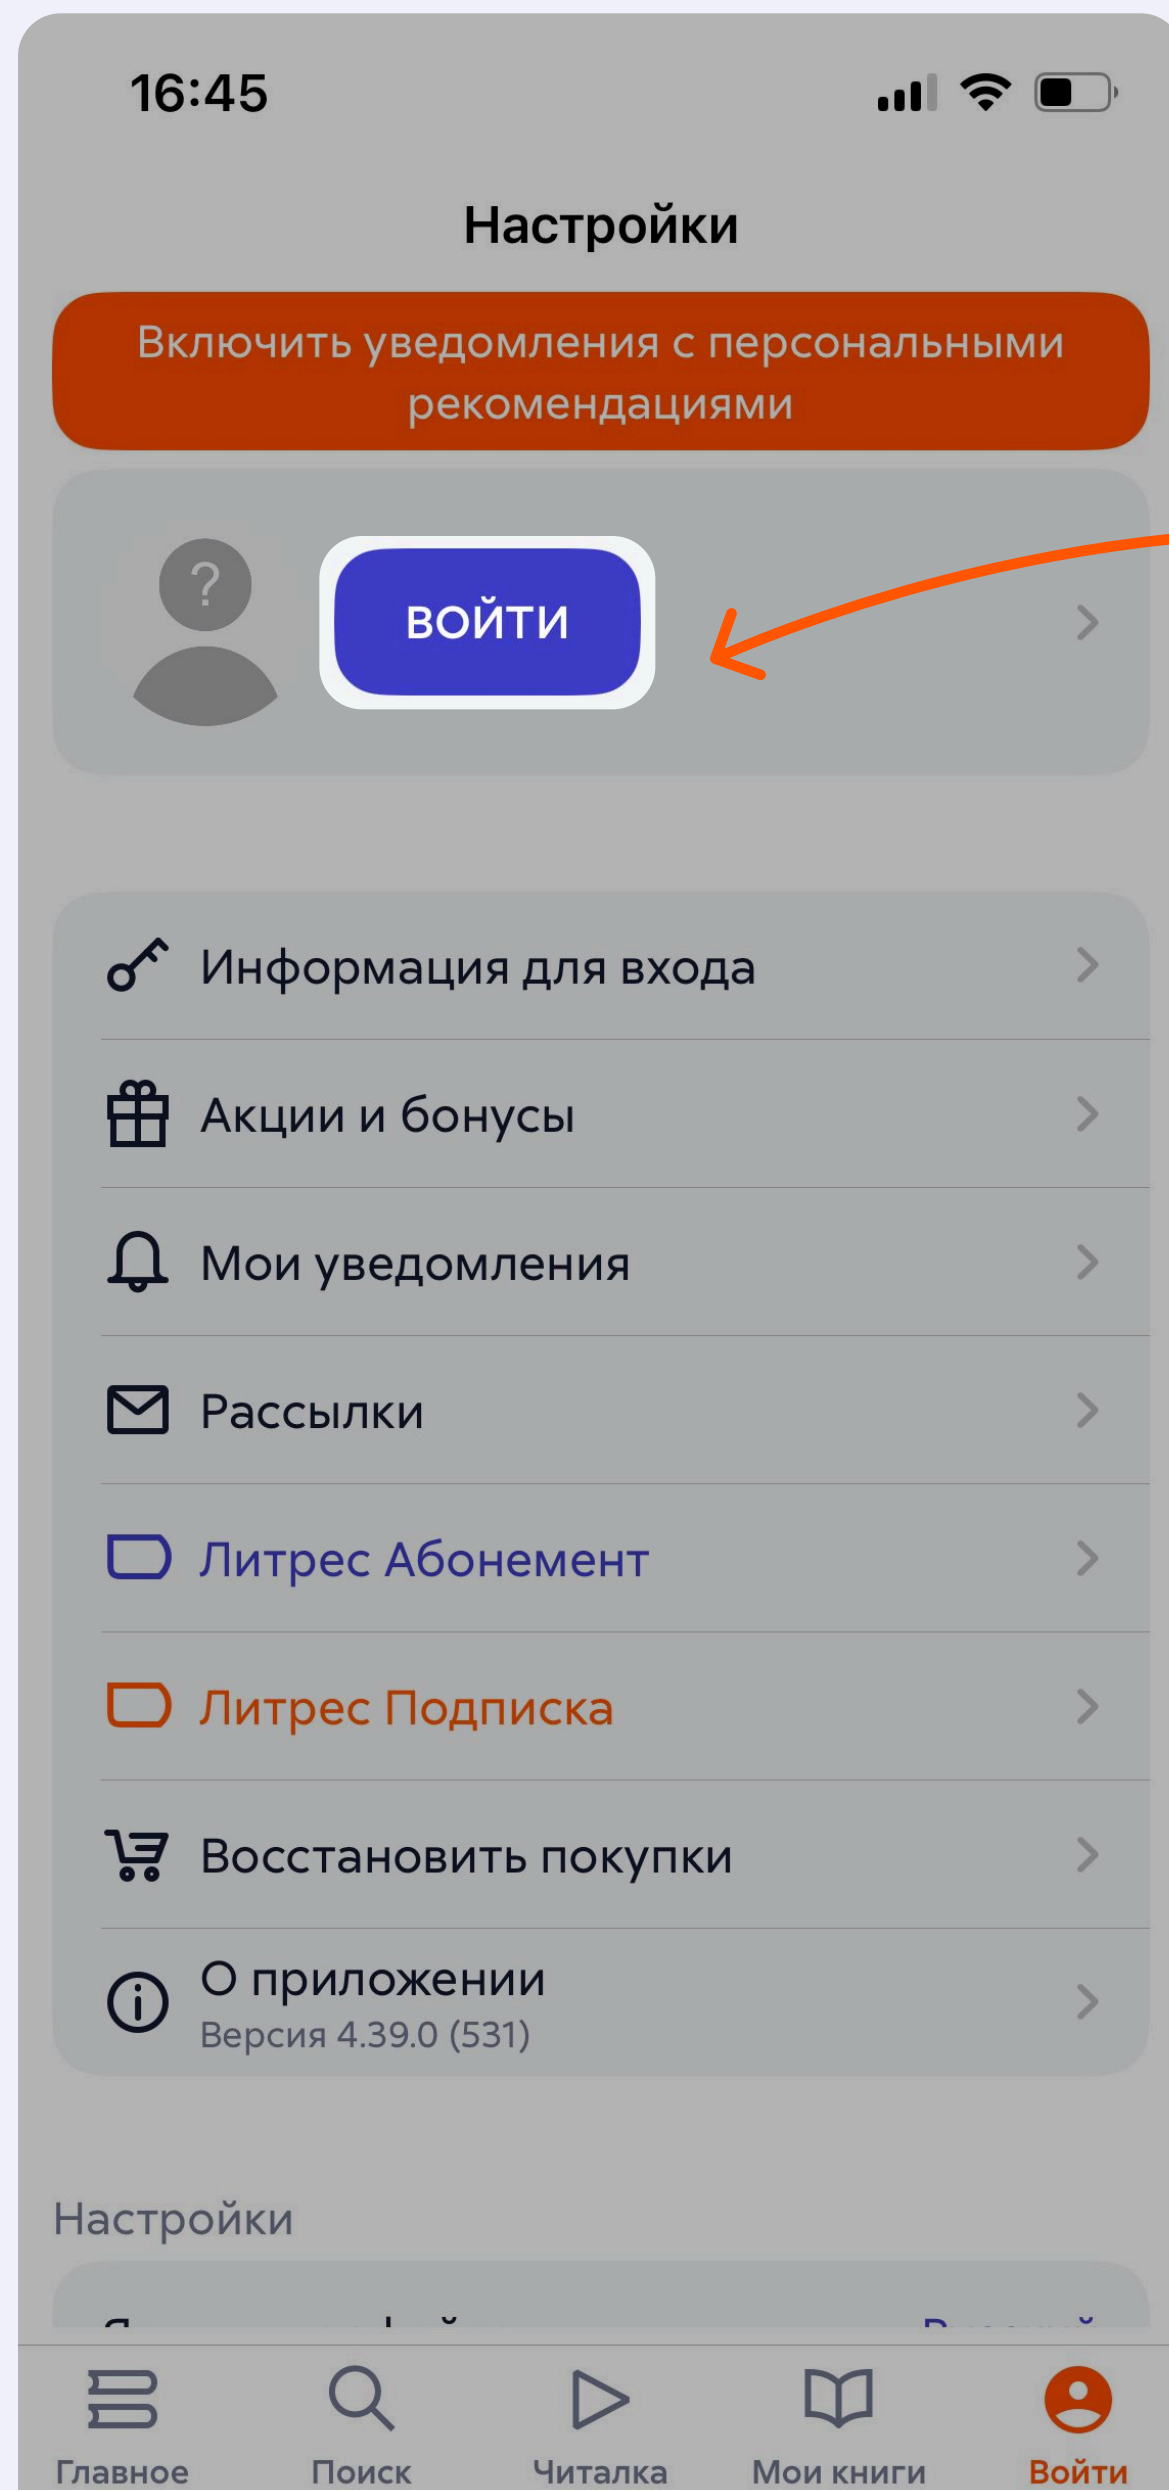 16:45
Настройки
Включить уведомления с персональными
рекомендациями
?
войти
Информация для входа
Акции и бонусы
Мои уведомления
Рассылки
Литрес Абонемент
Литрес Подписка
Восстановить покупки
О приложении
Версия 4.39.0 (531)
Настройки
Главное
Поиск
Читалка
Мои книги
Войти